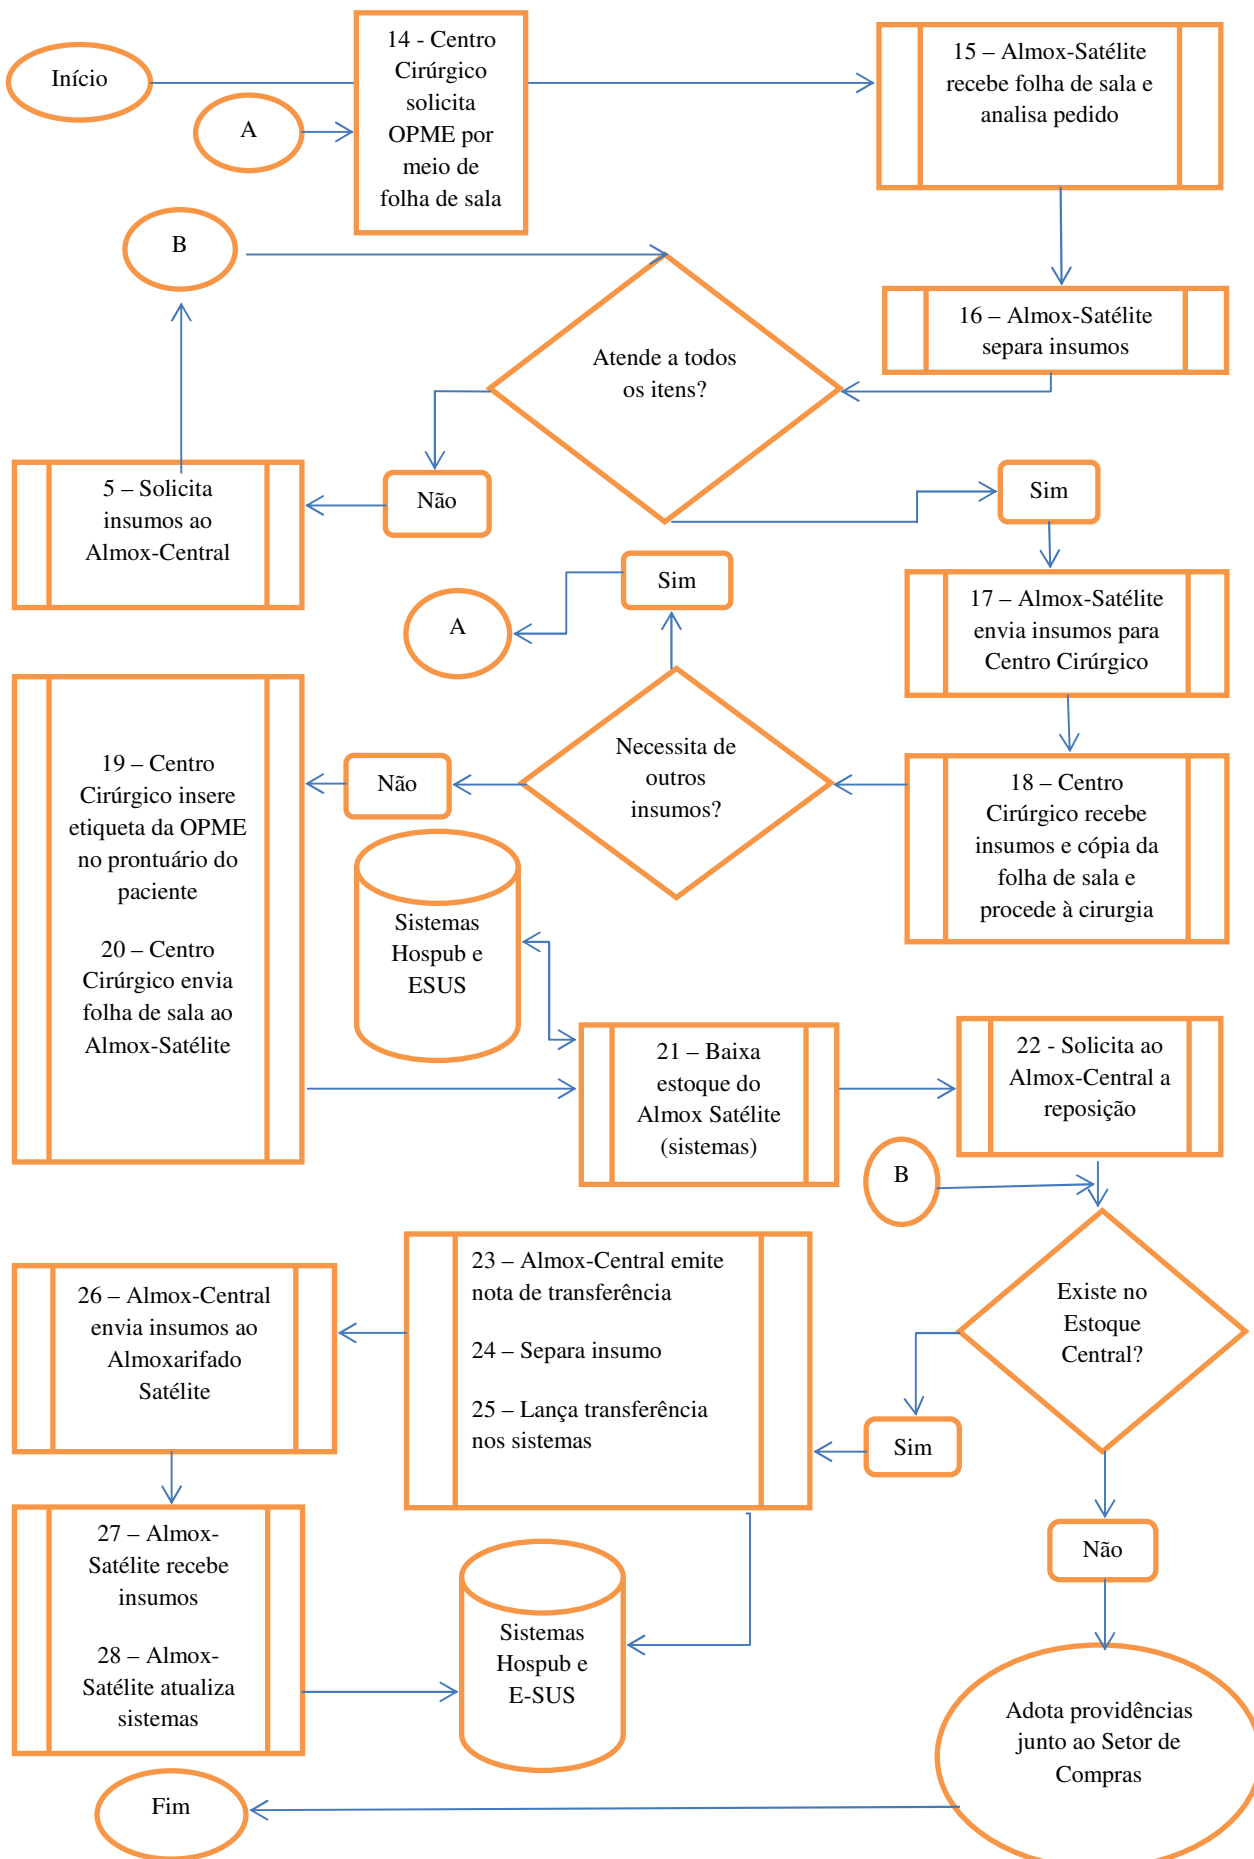 Início
A
14 - Centro
Cirúrgico
solicita
OPME por
meio de
folha de sala
15 – Almox-Satélite
recebe folha de sala e
analisa pedido
B
16 – Almox-Satélite
separa insumos
Atende a todos
os itens?
5 – Solicita
insumos ao
Almox-Central
Não
Sim
Sim
A
17 – Almox-Satélite
envia insumos para
Centro Cirúrgico
19 – Centro
Cirúrgico insere
etiqueta da OPME
no prontuário do
paciente
20 – Centro
Cirúrgico envia
folha de sala ao
Almox-Satélite
Não
Necessita de
outros
insumos?
18 – Centro
Cirúrgico recebe
insumos e cópia da
folha de sala e
procede à cirurgia
Sistemas
Hospub e
ESUS
21 – Baixa
estoque do
Almox Satélite
(sistemas)
22 - Solicita ao
Almox-Central a
reposição
B
26 – Almox-Central
envia insumos ao
Almoxarifado
Satélite
23 – Almox-Central emite
nota de transferência
24 – Separa insumo
25 – Lança transferência
nos sistemas
Existe no
Estoque
Central?
Sim
Não
27 – Almox-
Satélite recebe
insumos
28 – Almox-
Satélite atualiza
sistemas
Sistemas
Hospub e
E-SUS
Adota providências
junto ao Setor de
Compras
Fim